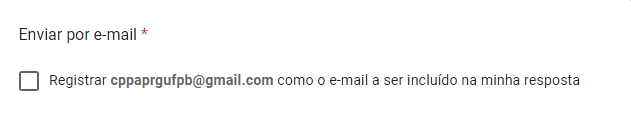 Enviar por e-mail *
Registrar cppaprgufpb@gmail.com como o e-mail a ser incluído na minha resposta